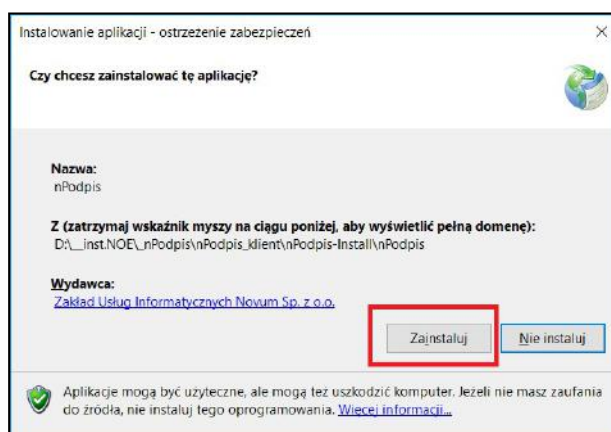 Instalowanie aplikacji - ostrzeżenie zabezpieczeń
Czy chcesz zainstalować tę aplikację?
Nazwa:
nPodpis
Z (zatrzymaj wskaźnik myszy na ciągu poniżej, aby wyświetlić pełną domenę):
D:\__inst.NOE\_nPodpis\nPodpis_klient\nPodpis-Install\nPodpis
Wydawca:
Zakład Usług Informatycznych Novum Sp. z o.o.
Zainstaluj
Nie instaluj
Aplikacje mogą być użyteczne, ale mogą też uszkodzić komputer. Jeżeli nie masz zaufania
do źródła, nie instaluj tego oprogramowania. Więcej informacji...